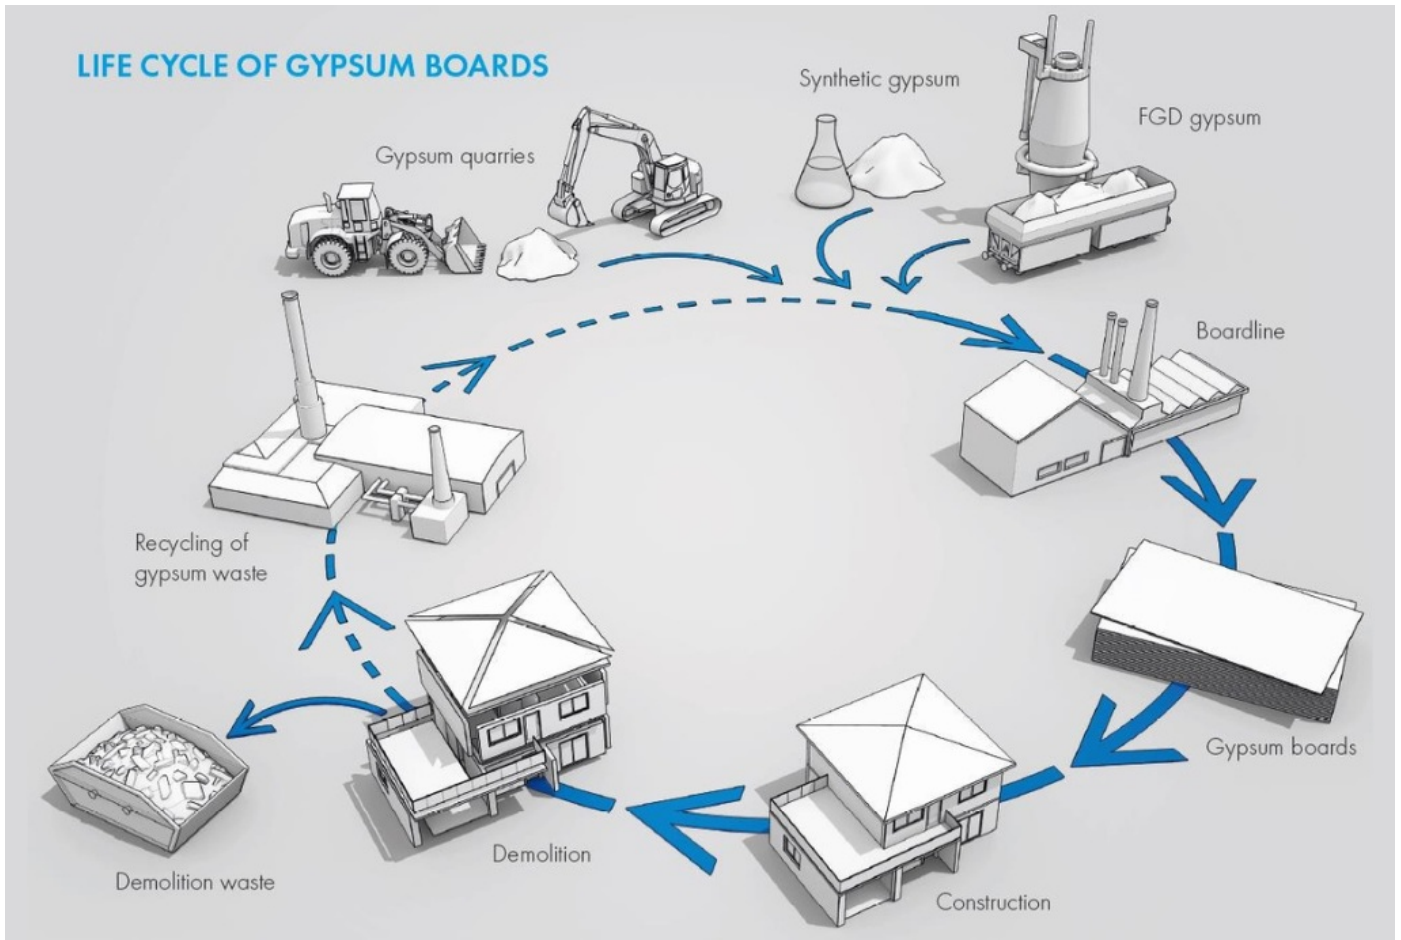 LIFE CYCLE OF GYPSUM BOARDS
Synthetic gypsum
FGD gypsum
Gypsum quarries
Boardline
Recycling of
gypsum waste
Gypsum boards
Demolition
Demolition waste
Construction